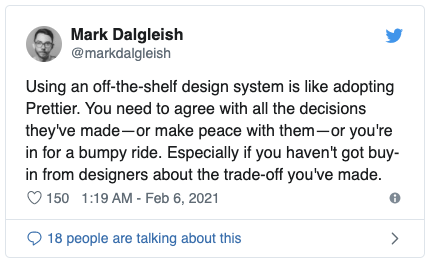 Mark Dalgleish
@markdalgleish
Using an off-the-shelf design system is like adopting
Prettier. You need to agree with all the decisions
they've made—or make peace with them—or you're
in for a bumpy ride. Especially if you haven't got buy-
in from designers about the trade-off you've made.
150 1:19 AM - Feb 6, 2021
18 people are talking about this